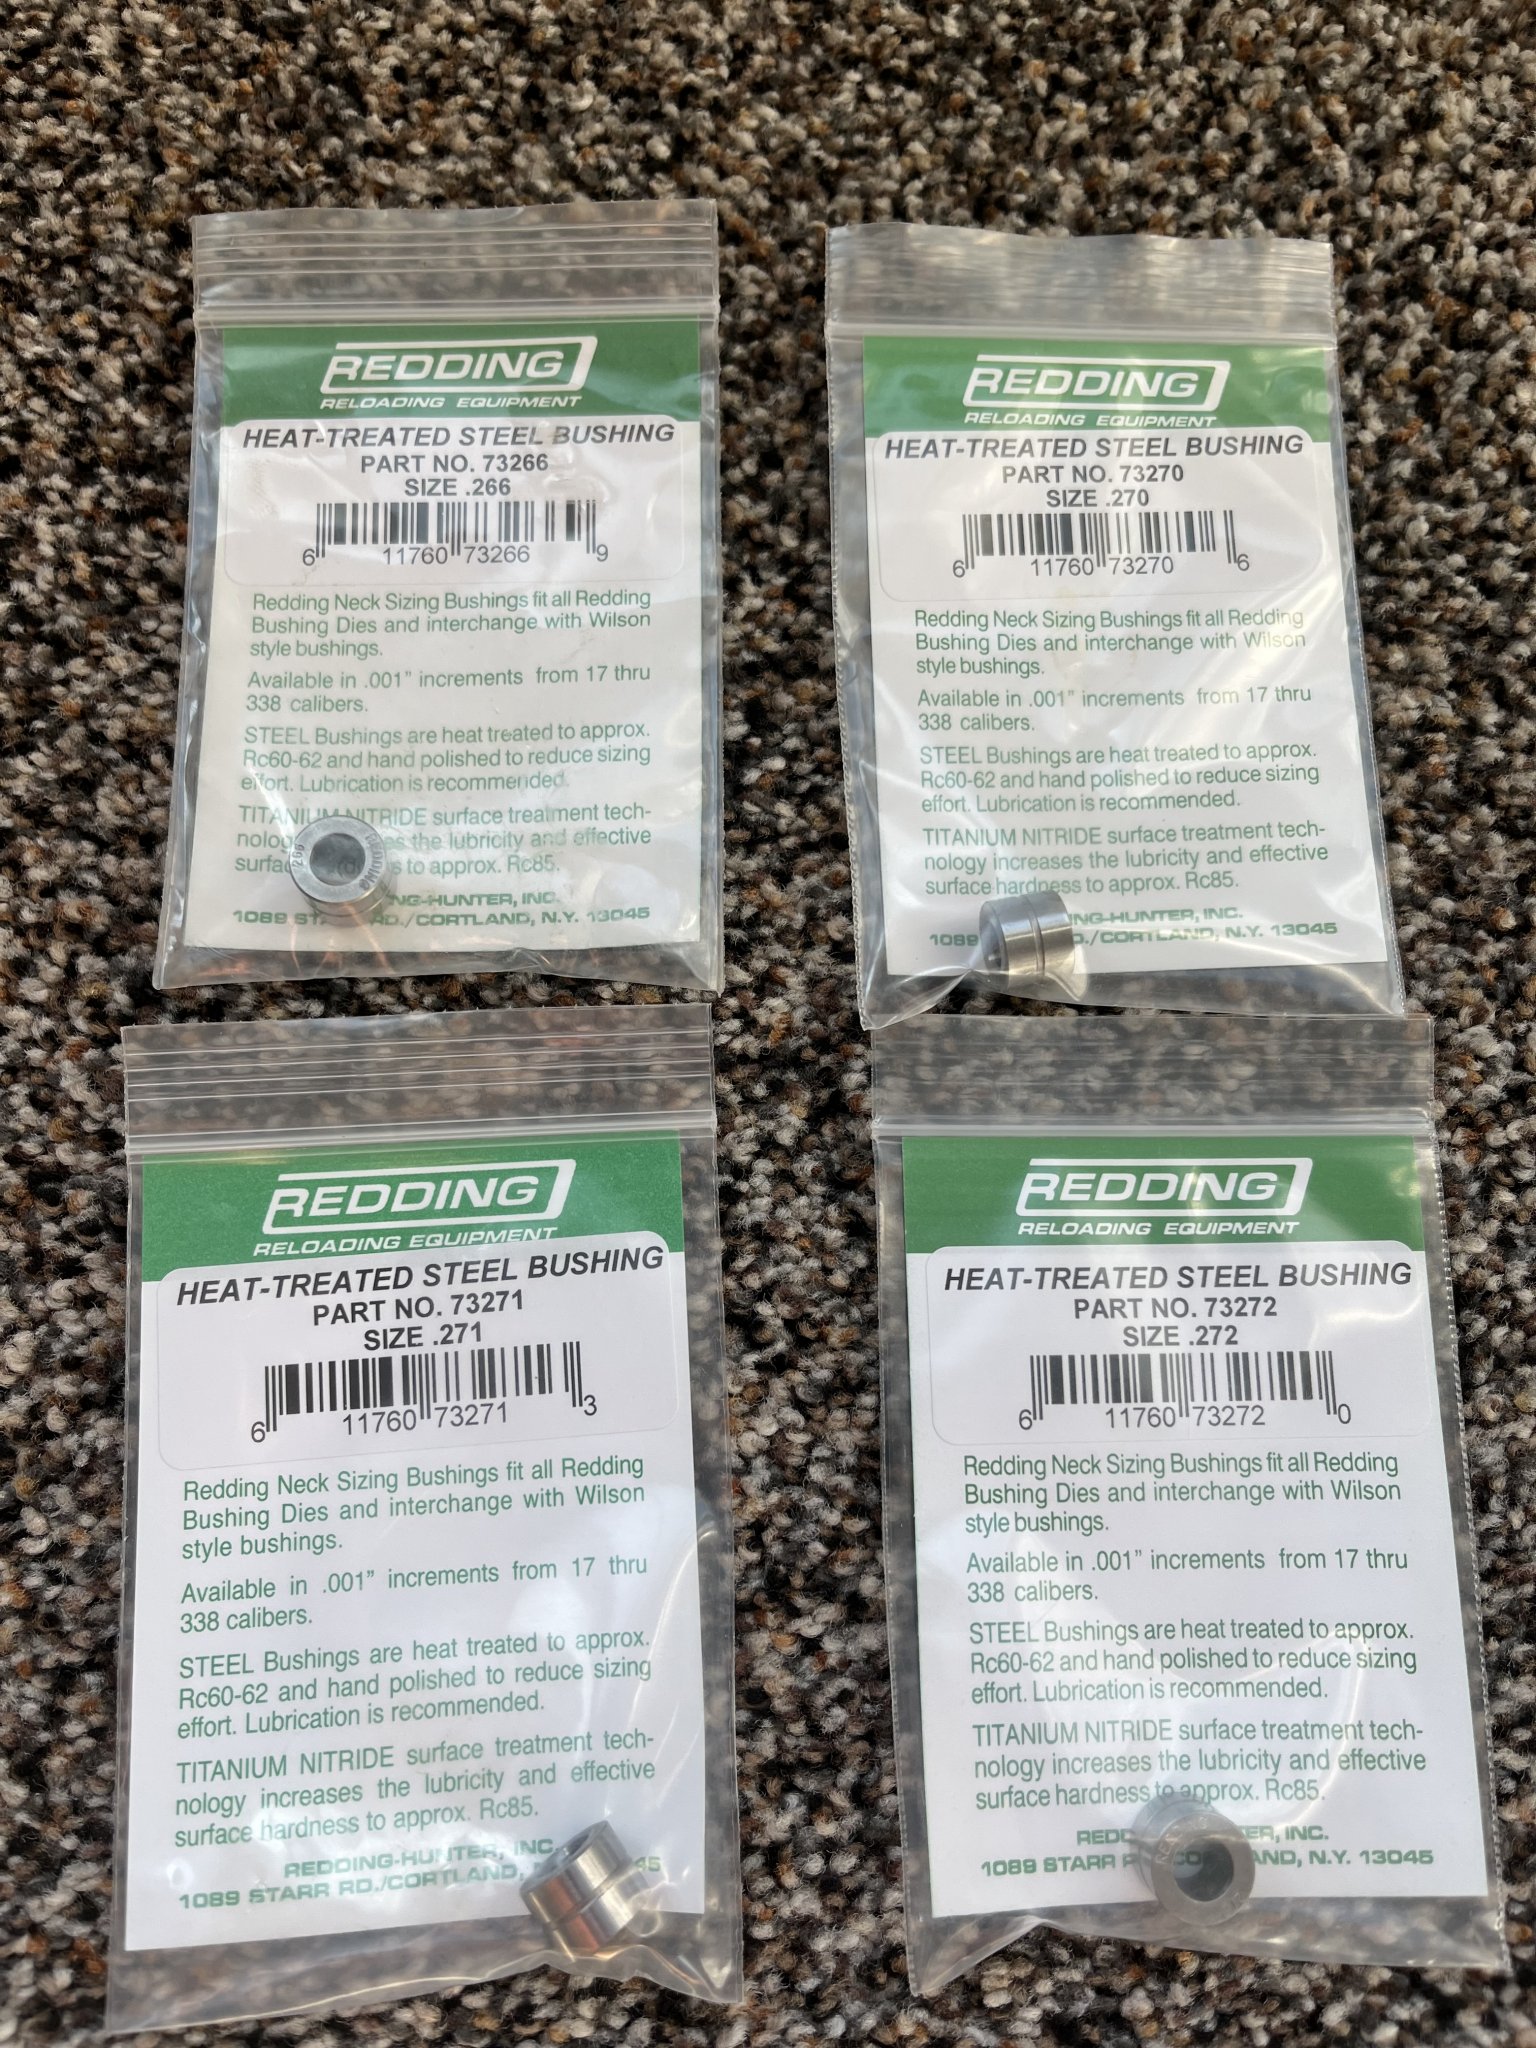 REDDING
RELOADING EQUIPMENT
HEAT-TREATED STEEL BUSHING
PART NO. 73266
SIZE .266
6 11760 73266 9
Redding Neck Sizing Bushings fit all Redding
Bushing Dies and interchange with Wilson
style bushings.
Available in .001" increments from 17 thru
338 calibers.
STEEL Bushings are heat treated to approx.
Rc60-62 and hand polished to reduce sizing
effort. Lubrication is recommended.
TITANIUM NITRIDE surface treatment tech-
the lubricity and effective
to approx. Rc85.
INC.
1089 RD./CORTLAND, N.Y. 13045
266
REDDING
RELOADING EQUIPMENT
HEAT-TREATED STEEL BUSHING
PART NO. 73270
SIZE .270
6 11760 73270 6
Redding Neck Sizing Bushings fit all Redding
Bushing Dies and interchange with Wilson
style bushings.
Available in .001" increments from 17 thru
338 calibers.
STEEL Bushings are heat treated to approx.
Rc60-62 and hand polished to reduce sizing
effort. Lubrication is recommended.
TITANIUM NITRIDE surface treatment tech-
nology increases the lubricity and effective
surface hardness to approx. Rc85.
INC.
1089 RD./CORTLAND, N.Y. 13045
REDDING
RELOADING EQUIPMENT
HEAT-TREATED STEEL BUSHING
PART NO. 73271
SIZE .271
6 11760 73271 3
Redding Neck Sizing Bushings fit all Redding
Bushing Dies and interchange with Wilson
style bushings.
Available in .001" increments from 17 thru
338 calibers.
STEEL Bushings are heat treated to approx.
Rc60-62 and hand polished to reduce sizing
effort. Lubrication is recommended.
TITANIUM NITRIDE surface treatment tech-
nology increases the lubricity and effective
surface hardness to approx. Rc85.
REDDING-HUNTER, INC.
1089 STARR RD./CORTLAND,
REDDING
RELOADING EQUIPMENT
HEAT-TREATED STEEL BUSHING
PART NO. 73272
SIZE .272
6 11760 73272 0
Redding Neck Sizing Bushings fit all Redding
Bushing Dies and interchange with Wilson
style bushings.
Available in .001" increments from 17 thru
338 calibers.
STEEL Bushings are heat treated to approx.
Rc60-62 and hand polished to reduce sizing
effort. Lubrication is recommended.
TITANIUM NITRIDE surface treatment tech-
nology increases the lubricity and effective
surface hardness to approx. Rc85.
INC.
1089 STARR N.Y. 13045